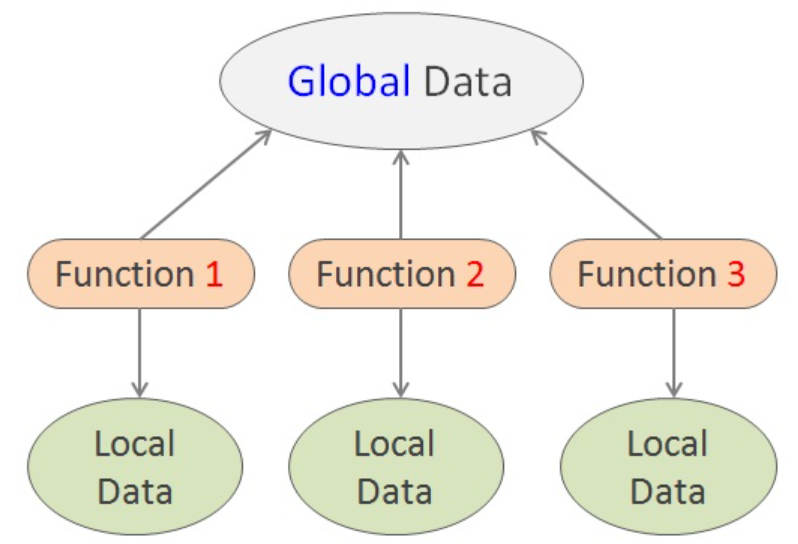 Global Data
Function 1
Function 2
Function 3
Local
Data
Local
Data
Local
Data